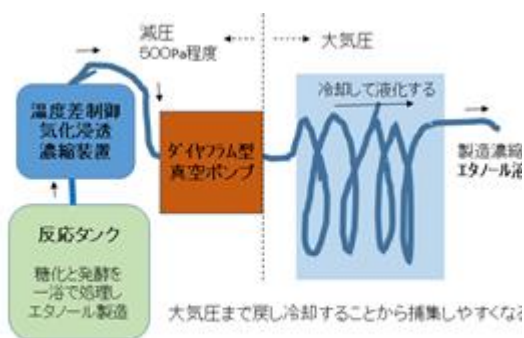 減圧
500Pa程度
大気圧
温度差制御
気化浸透
濃縮装置
冷却して液化する
ダイヤフラム型
真空ポンプ
製造濃縮
エタノール
反応タンク
糖化と発酵を
一浴で処理し
エタノール製造
大気圧まで戻し冷却することから捕集しやすくなる